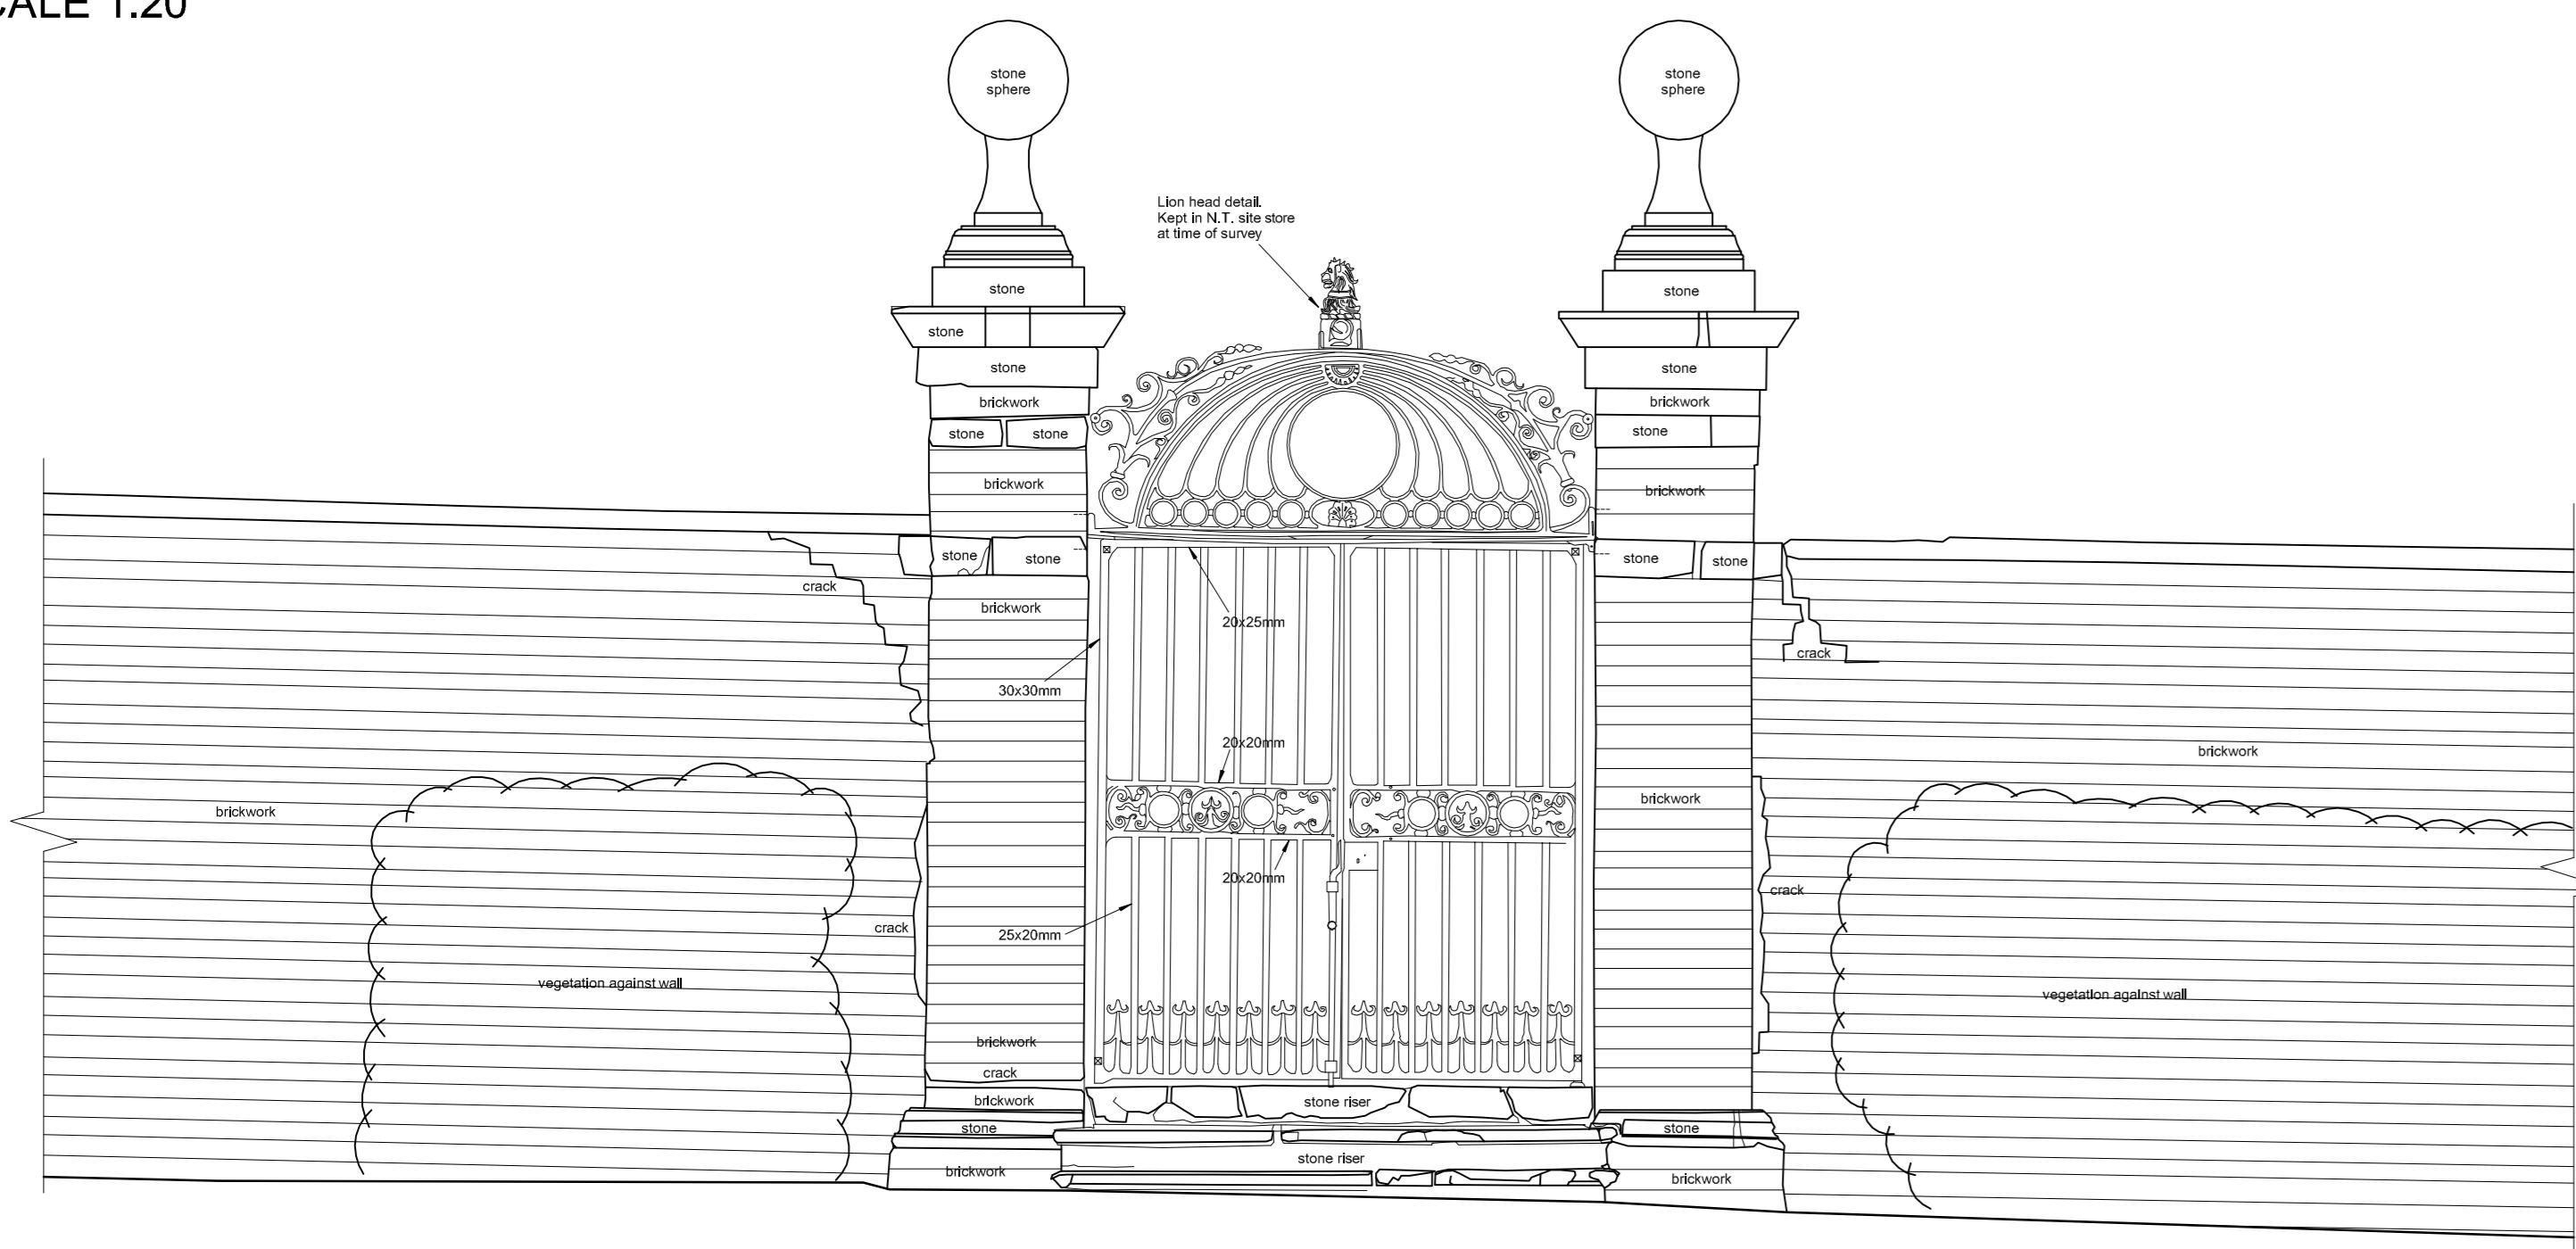 SCALE 1:20
stone
sphere
stone
sphere
Lion head detail.
Kept in N.T. site store
at time of survey
stone
stone
stone
stone
stone
stone
brickwork
brickwork
stone
stone
stone
brickwork
brickwork
stone
stone
stone
stone
crack
brickwork
20x25mm
crack
30x30mm
20x20mm
brickwork
brickwork
brickwork
20x20mm
crack
crack
25x20mm
vegetation against wall
vegetation against wall
brickwork
crack
brickwork
stone riser
stone
stone
stone riser
brickwork
brickwork